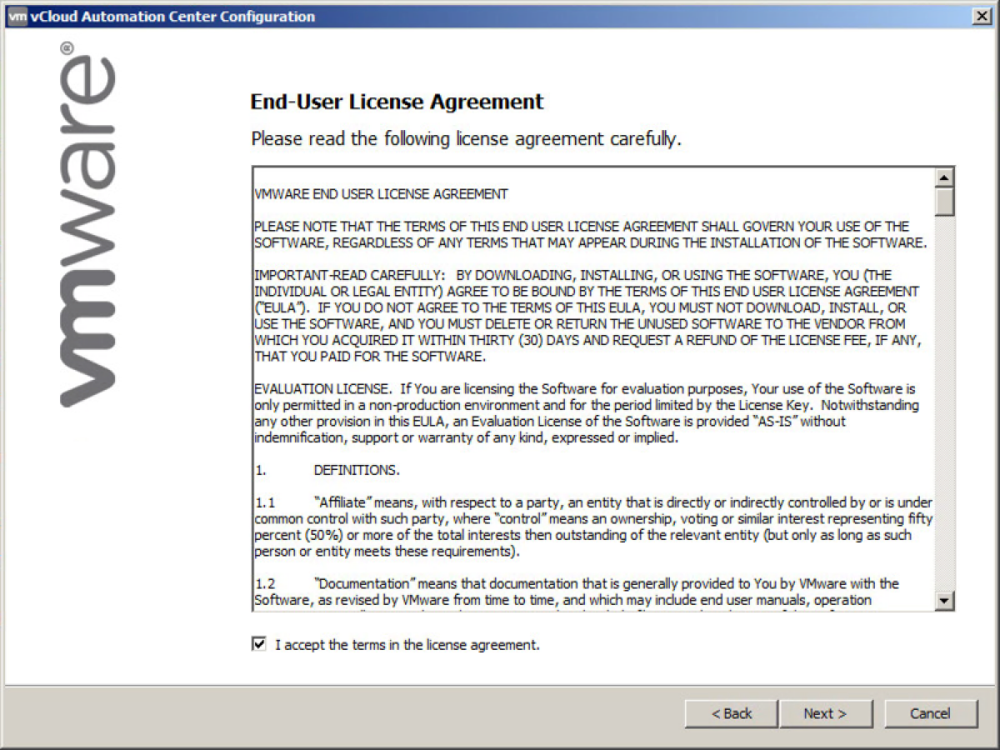 vm vCloud Automation Center Configuration
vmware®
End-User License Agreement
Please read the following license agreement carefully.
VMWARE END USER LICENSE AGREEMENT
PLEASE NOTE THAT THE TERMS OF THIS END USER LICENSE AGREEMENT SHALL GOVERN YOUR USE OF THE
SOFTWARE, REGARDLESS OF ANY TERMS THAT MAY APPEAR DURING THE INSTALLATION OF THE SOFTWARE.
IMPORTANT-READ CAREFULLY:   BY DOWNLOADING, INSTALLING, OR USING THE SOFTWARE, YOU (THE
INDIVIDUAL OR LEGAL ENTITY) AGREE TO BE BOUND BY THE TERMS OF THIS END USER LICENSE AGREEMENT
(“EULA”).  IF YOU DO NOT AGREE TO THE TERMS OF THIS EULA, YOU MUST NOT DOWNLOAD, INSTALL, OR
USE THE SOFTWARE, AND YOU MUST DELETE OR RETURN THE UNUSED SOFTWARE TO THE VENDOR FROM
WHICH YOU ACQUIRED IT WITHIN THIRTY (30) DAYS AND REQUEST A REFUND OF THE LICENSE FEE, IF ANY,
THAT YOU PAID FOR THE SOFTWARE.
EVALUATION LICENSE.  If You are licensing the Software for evaluation purposes, Your use of the Software is
only permitted in a non-production environment and for the period limited by the License Key.  Notwithstanding
any other provision in this EULA, an Evaluation License of the Software is provided “AS-IS” without
indemnification, support or warranty of any kind, expressed or implied.
1.	DEFINITIONS.
1.1	“Affiliate” means, with respect to a party, an entity that is directly or indirectly controlled by or is under
common control with such party, where “control” means an ownership, voting or similar interest representing fifty
percent (50%) or more of the total interests then outstanding of the relevant entity (but only as long as such
person or entity meets these requirements).
1.2	“Documentation” means that documentation that is generally provided to You by VMware with the
Software, as revised by VMware from time to time, and which may include end user manuals, operation
I accept the terms in the license agreement.
< Back
Next >
Cancel